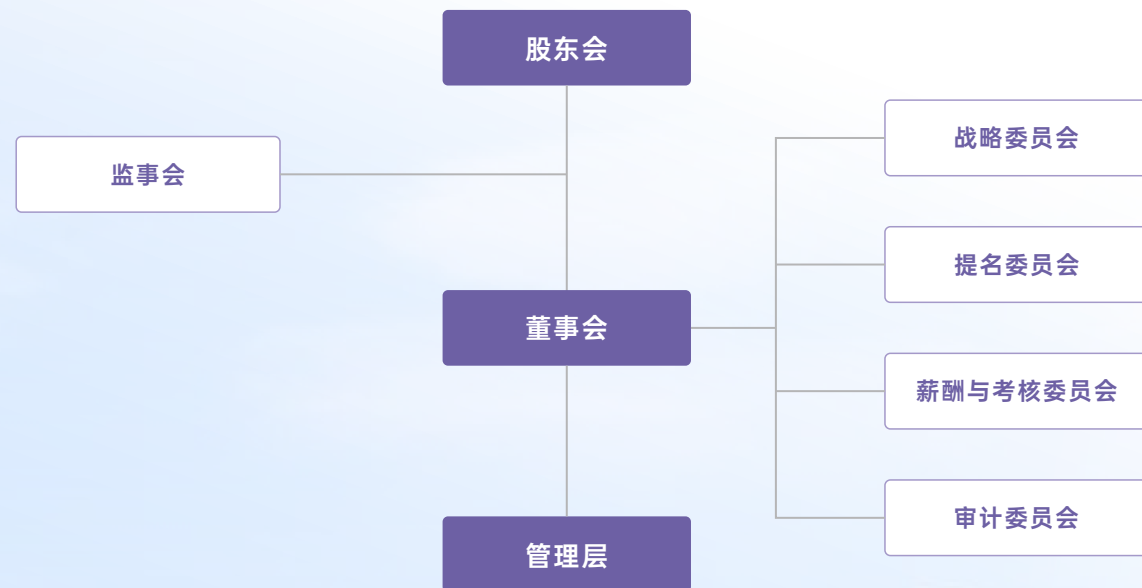 股东会
监事会
战略委员会
提名委员会
董事会
薪酬与考核委员会
审计委员会
管理层